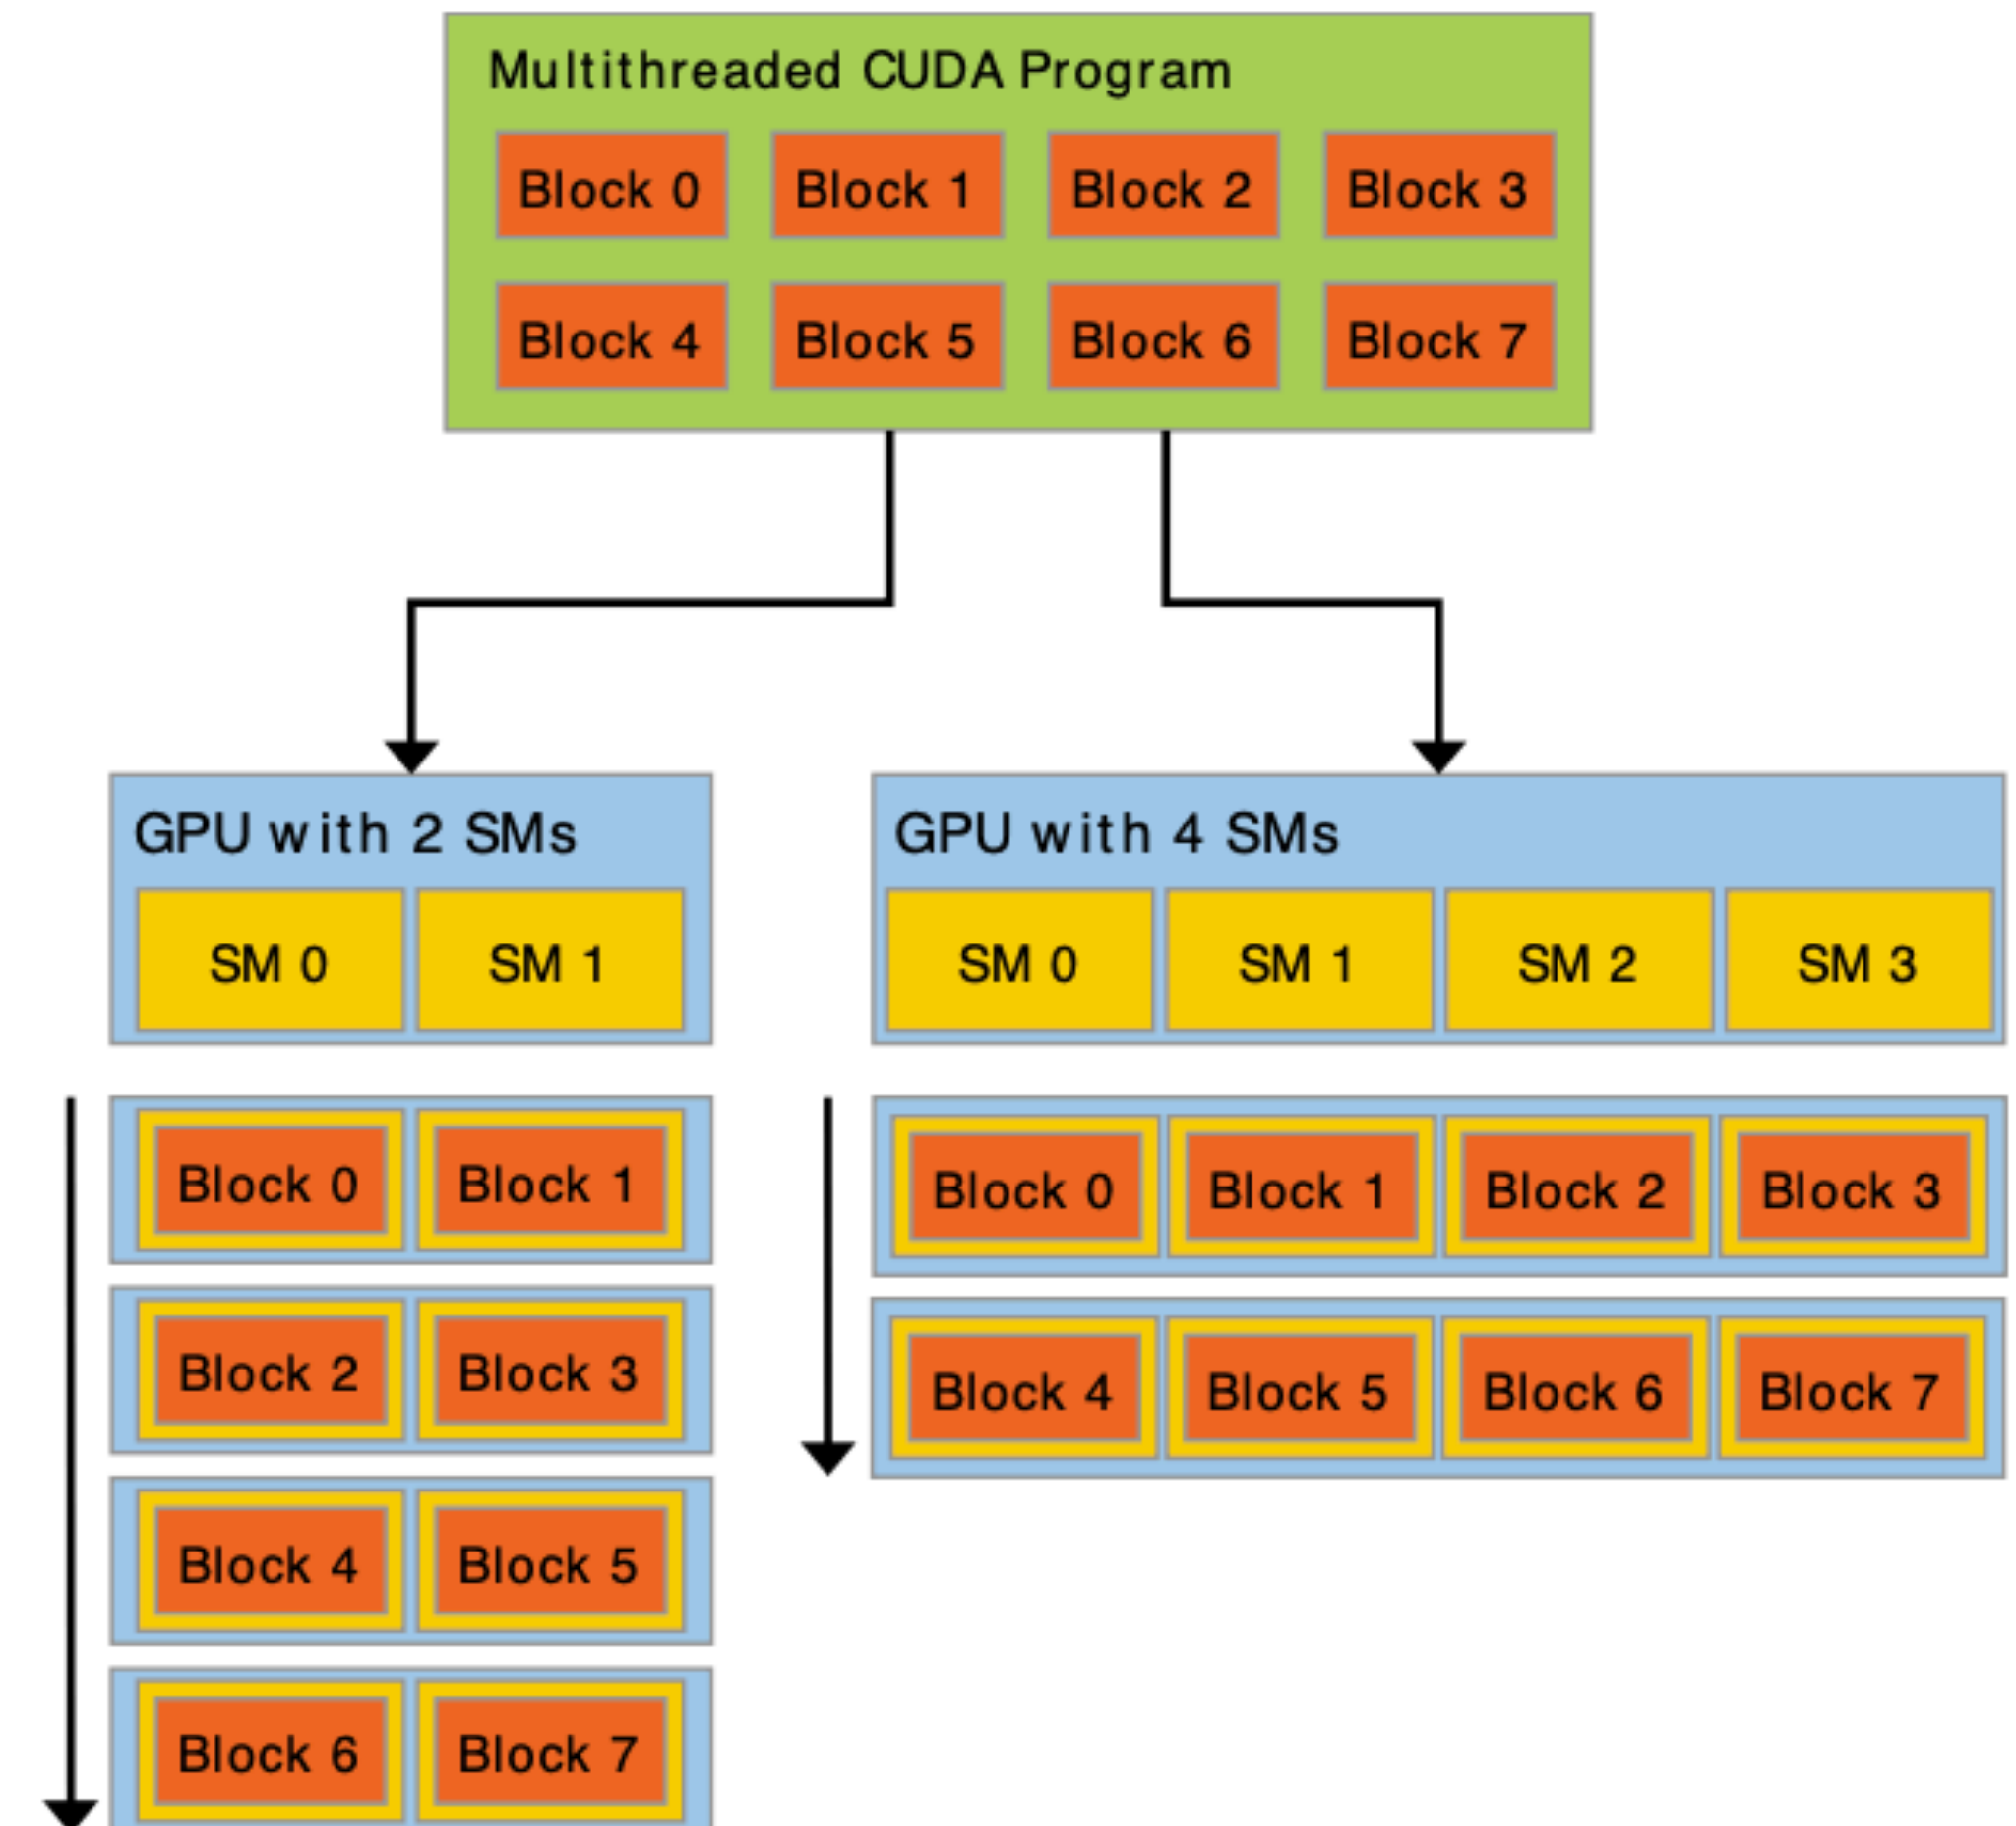 Multithreaded CUDA Program
Block 0 Block 1 Block 2 Block 3
Block 4 Block 5 Block 6 Block 7
GPU with 2 SMs
SM 0 SM 1
Block 0 Block 1
Block 2 Block 3
Block 4 Block 5
Block 6 Block 7
GPU with 4 SMs
SM 0 SM 1 SM 2 SM 3
Block 0 Block 1 Block 2 Block 3
Block 4 Block 5 Block 6 Block 7